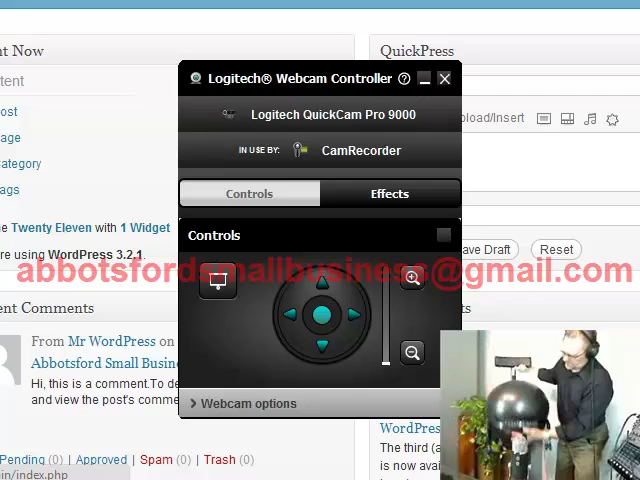 nt Now
QuickPress
Logitech® Webcam Controller
ntent
Logitech QuickCam Pro 9000
ost
pload/Insert
age
IN USE BY: CamRecorder
ategory
ags
Controls
Effects
me Twenty Eleven with 1 Widget
Controls
ave Draft
Reset
re using WordPress 3.2.1.
abbotsfordsmallbusiness@gmail.com
ent Comments
ts
From Mr WordPress on
Abbotsford Small Busin
Hi, this is a comment.To de
and view the post's comme
Webcam options
WordPress
The third (a
is now avai
Pending (0) | Approved | Spam (0) | Trash (0)
in/index.php